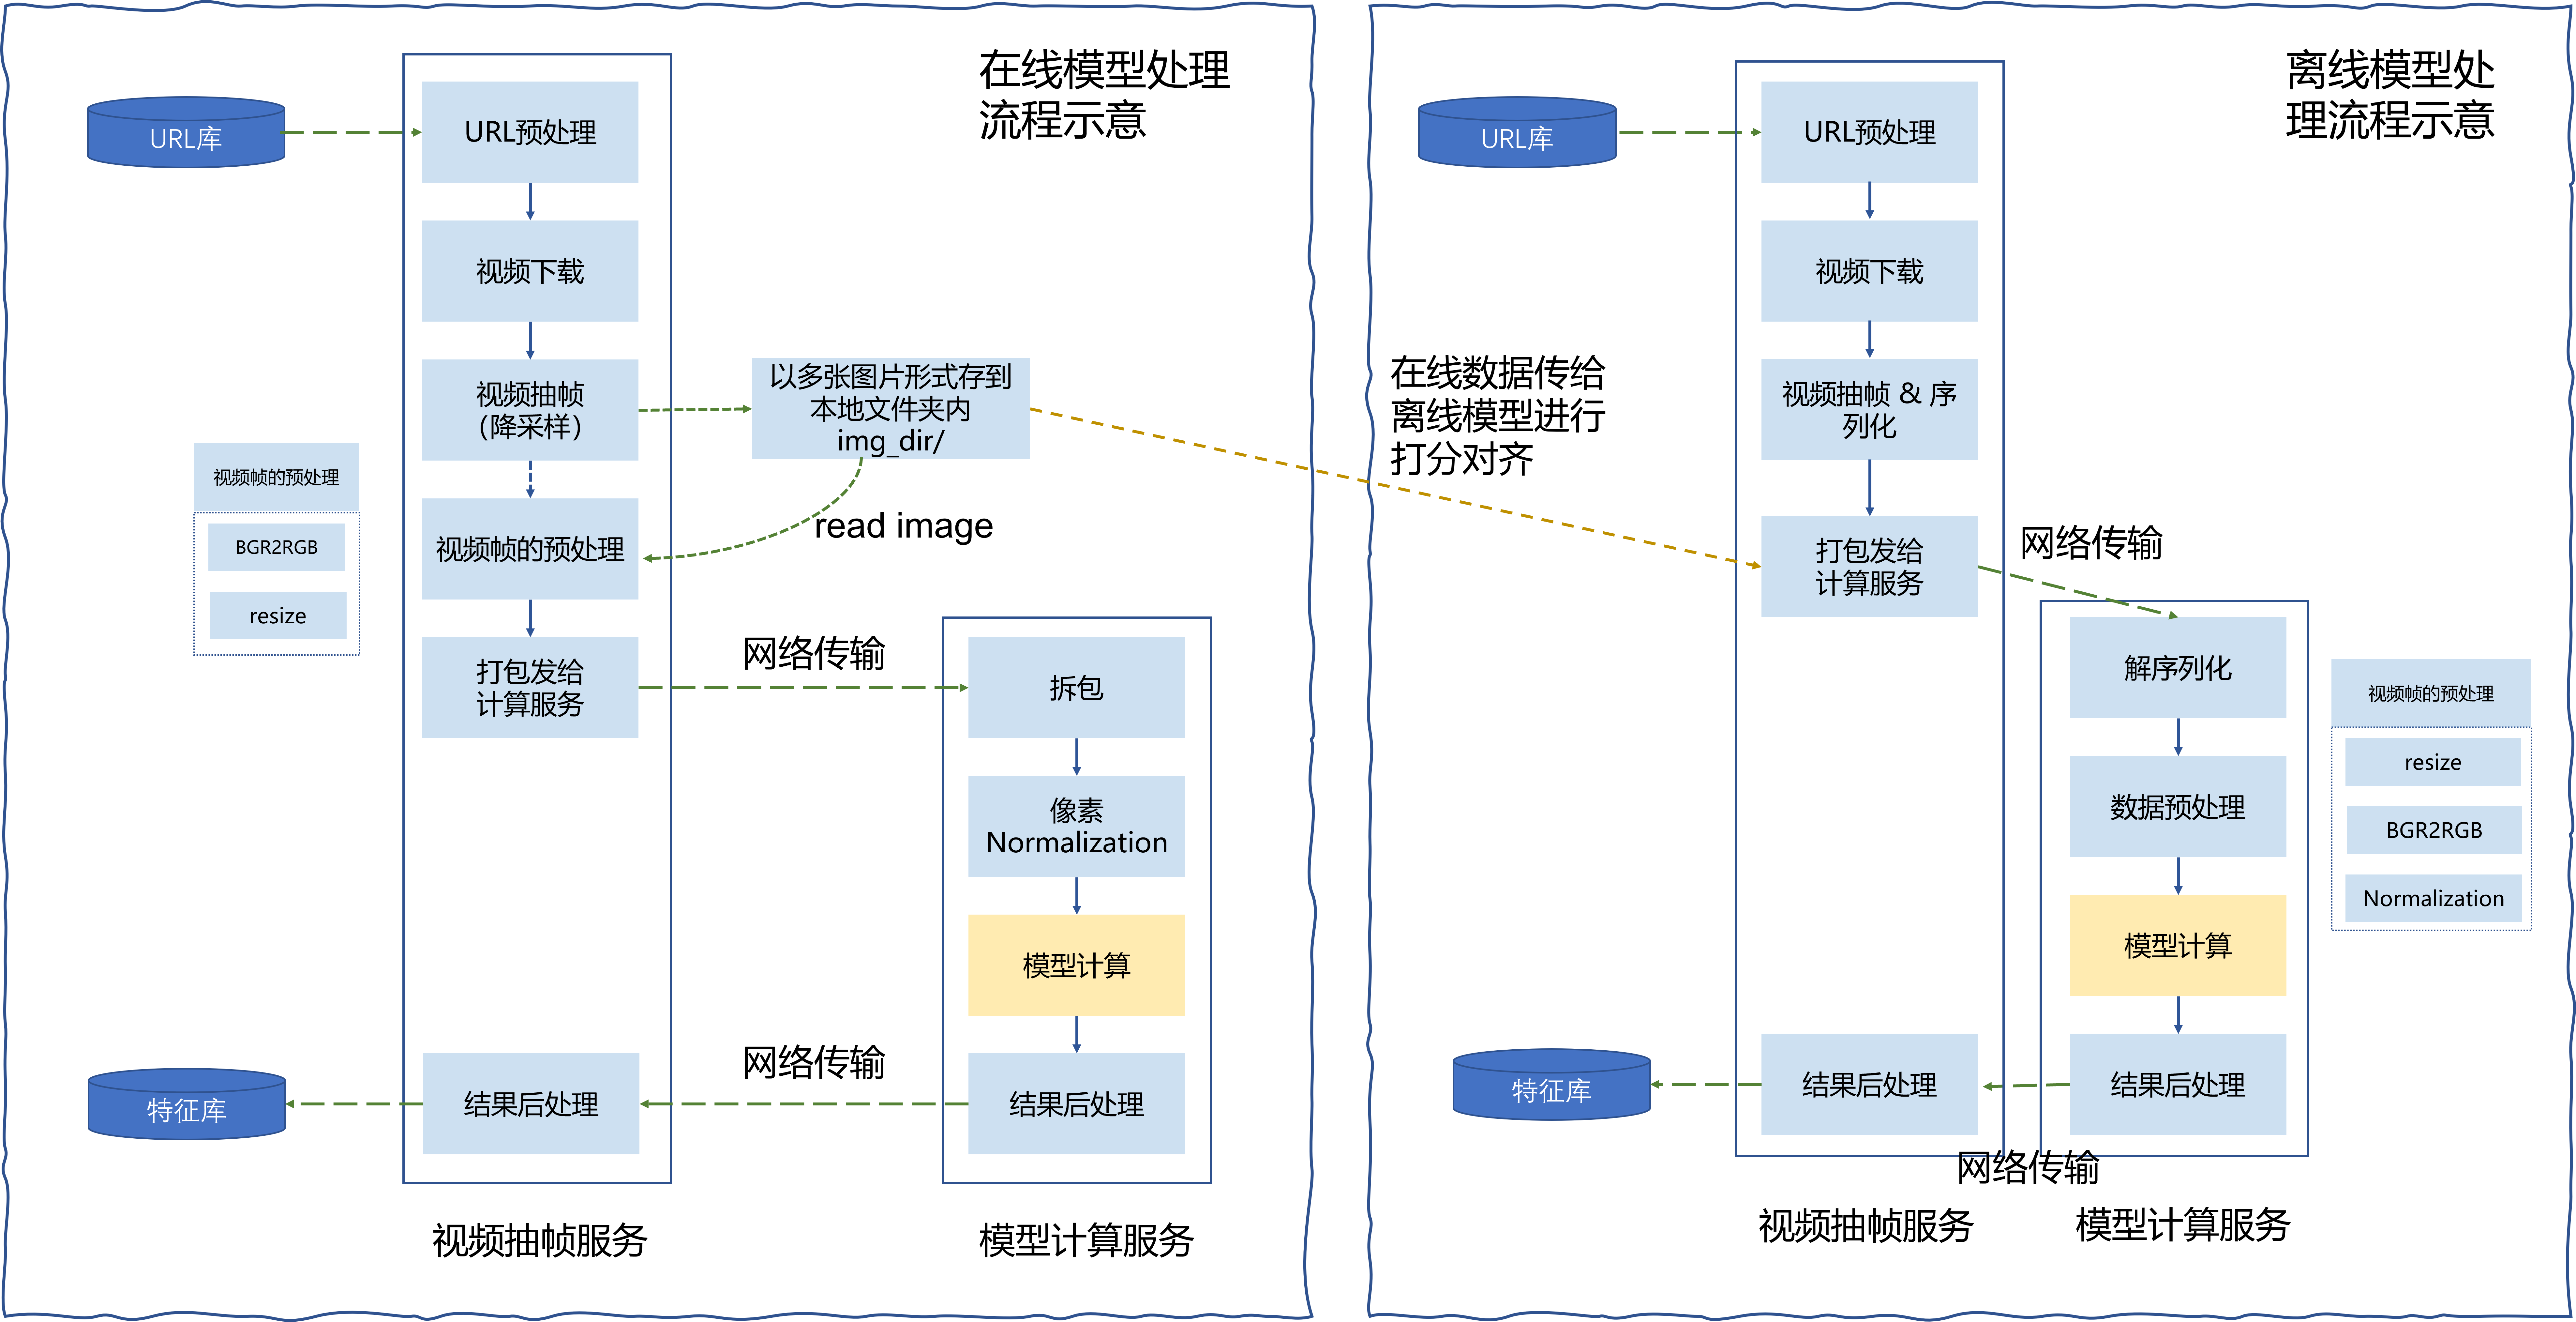 在线模型处理
流程示意
URL库
URL预处理
视频下载
视频抽帧
（降采样）
以多张图片形式存到
本地文件夹内
img_dir/
read image
视频帧的预处理
BGR2RGB
resize
视频帧的预处理
打包发给
计算服务
网络传输
拆包
像素
Normalization
模型计算
结果后处理
网络传输
结果后处理
特征库
视频抽帧服务
模型计算服务
离线模型处
理流程示意
URL库
URL预处理
视频下载
视频抽帧 & 序
列化
在线数据传给
离线模型进行
打分对齐
打包发给
计算服务
网络传输
解序列化
数据预处理
模型计算
结果后处理
视频帧的预处理
resize
BGR2RGB
Normalization
网络传输
结果后处理
特征库
视频抽帧服务
模型计算服务